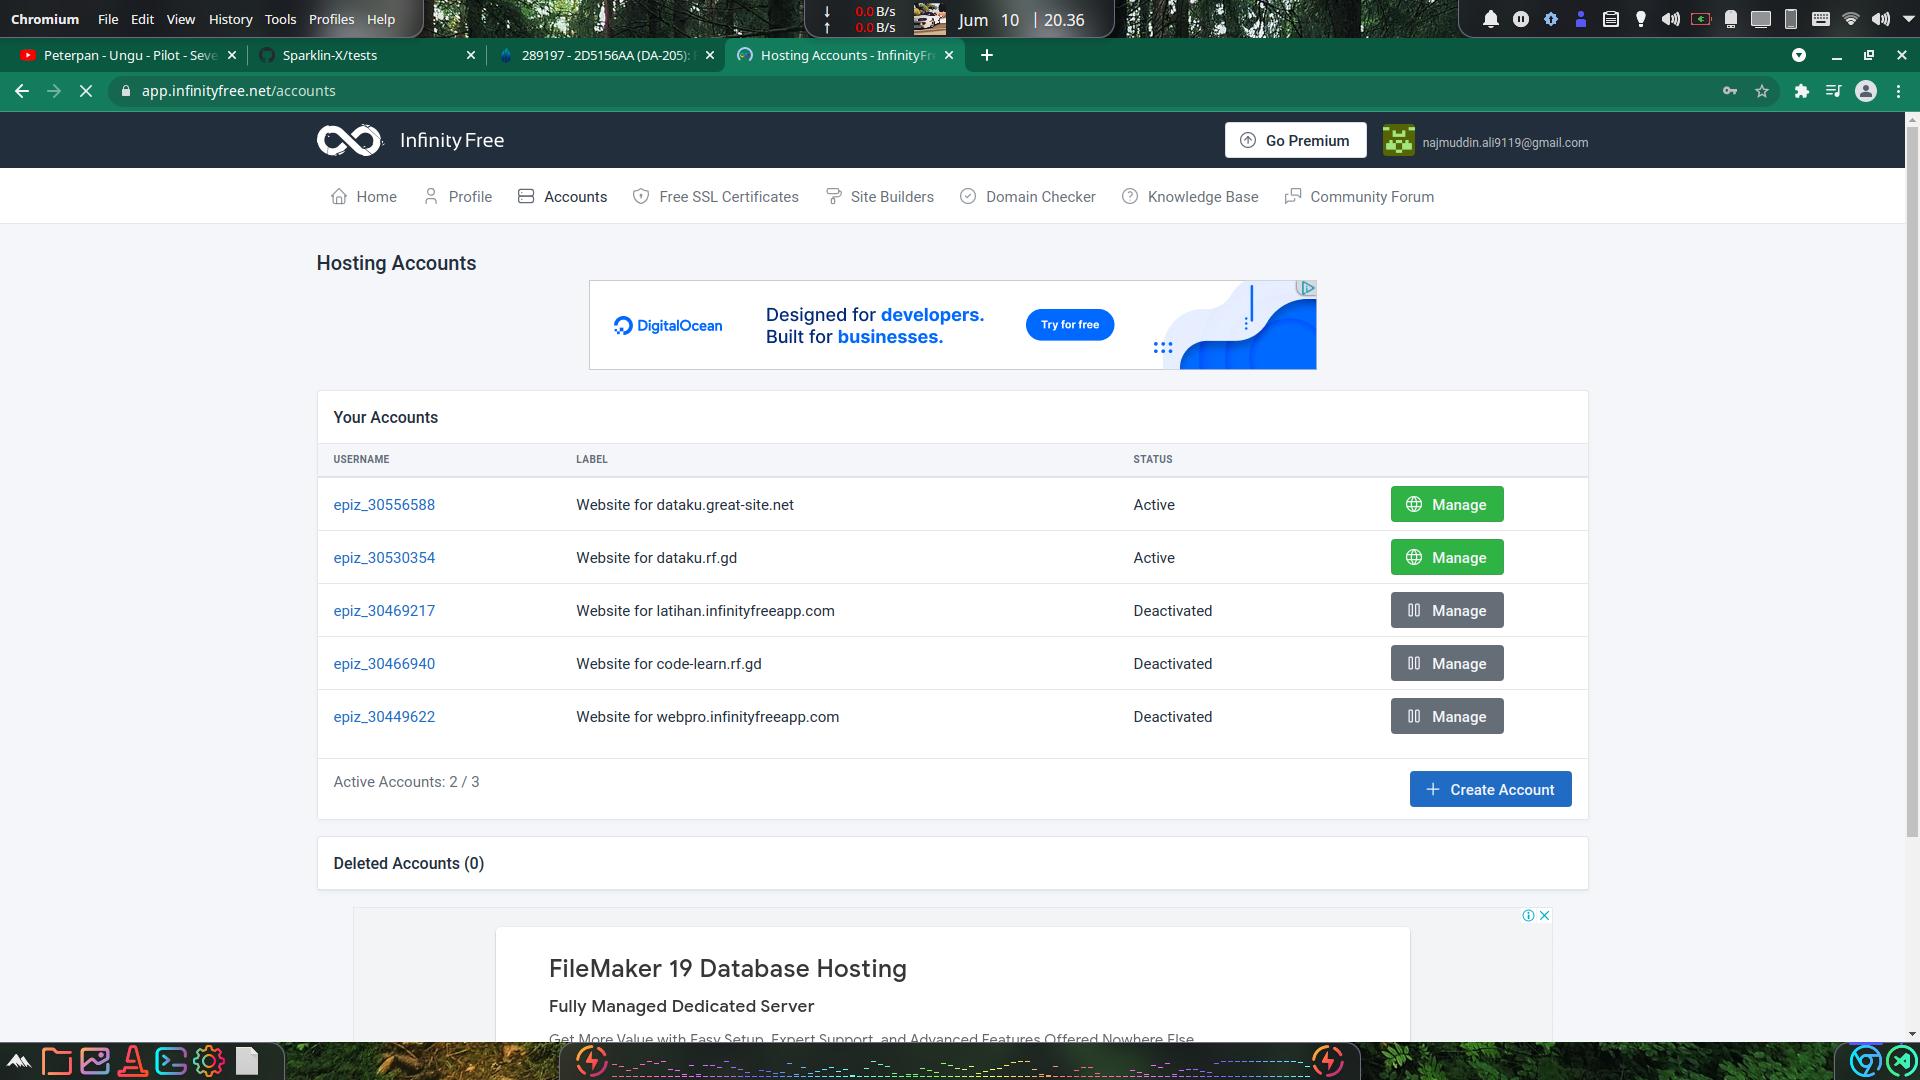 Chromium File Edit View History Tools Profiles Help
0.0 B/s
0.0 B/s
Jum 10 | 20.36
Peterpan - Ungu - Pilot - Seve
Sparklin-X/tests
289197 - 2D5156AA (DA-205):
Hosting Accounts - InfinityFr
app.infinityfree.net/accounts
InfinityFree
Go Premium
najmuddin.ali9119@gmail.com
Home Profile Accounts Free SSL Certificates Site Builders Domain Checker Knowledge Base Community Forum
Hosting Accounts
DigitalOcean
Designed for developers.
Built for businesses.
Try for free
Your Accounts
USERNAME LABEL STATUS
epiz_30556588 Website for dataku.great-site.net Active Manage
epiz_30530354 Website for dataku.rf.gd Active Manage
epiz_30469217 Website for latihan.infinityfreeapp.com Deactivated Manage
epiz_30466940 Website for code-learn.rf.gd Deactivated Manage
epiz_30449622 Website for webpro.infinityfreeapp.com Deactivated Manage
Active Accounts: 2 / 3
Create Account
Deleted Accounts (0)
FileMaker 19 Database Hosting
Fully Managed Dedicated Server
Get More Value with Easy Setup, Expert Support, and Advanced Features Offered Nowhere Else